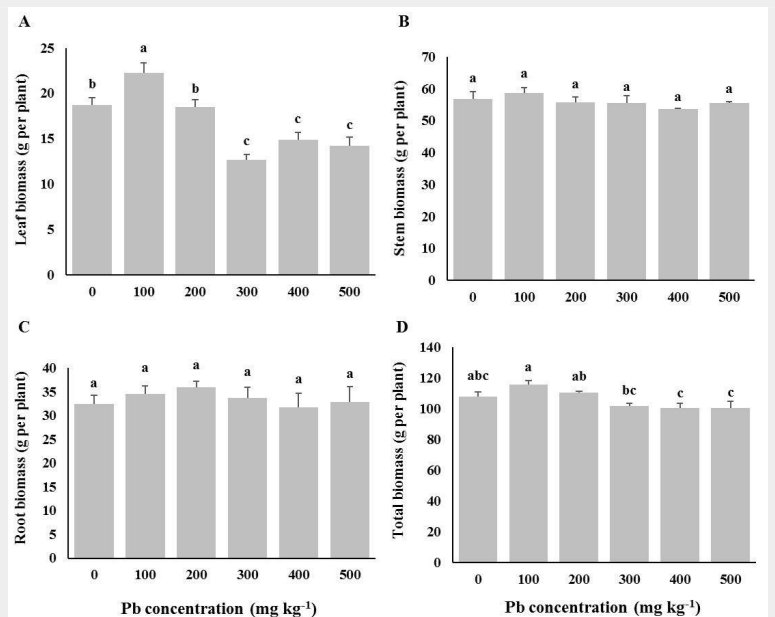 A
Leaf biomass (g per plant)
25
20
15
10
5
0
b
a
b
c
c
c
0 100 200 300 400 500
B
Stem biomass (g per plant)
70
60
50
40
30
20
10
0
a
a
a
a
a
a
0 100 200 300 400 500
C
Root biomass (g per plant)
40
35
30
25
20
15
10
5
0
a
a
a
a
a
a
0 100 200 300 400 500
Pb concentration (mg kg⁻¹)
D
Total biomass (g per plant)
140
120
100
80
60
40
20
0
abc
a
ab
bc
c
c
0 100 200 300 400 500
Pb concentration (mg kg⁻¹)